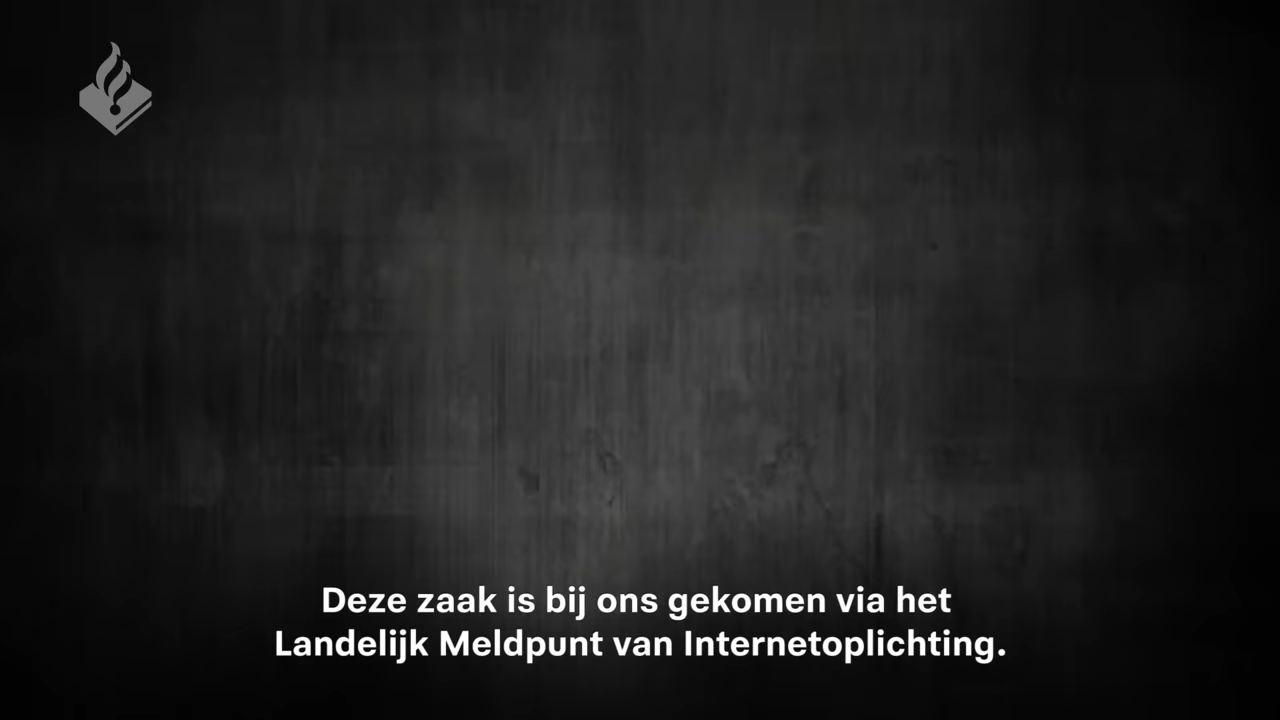 Deze zaak is bij ons gekomen via het
Landelijk Meldpunt van Internetoplichting.